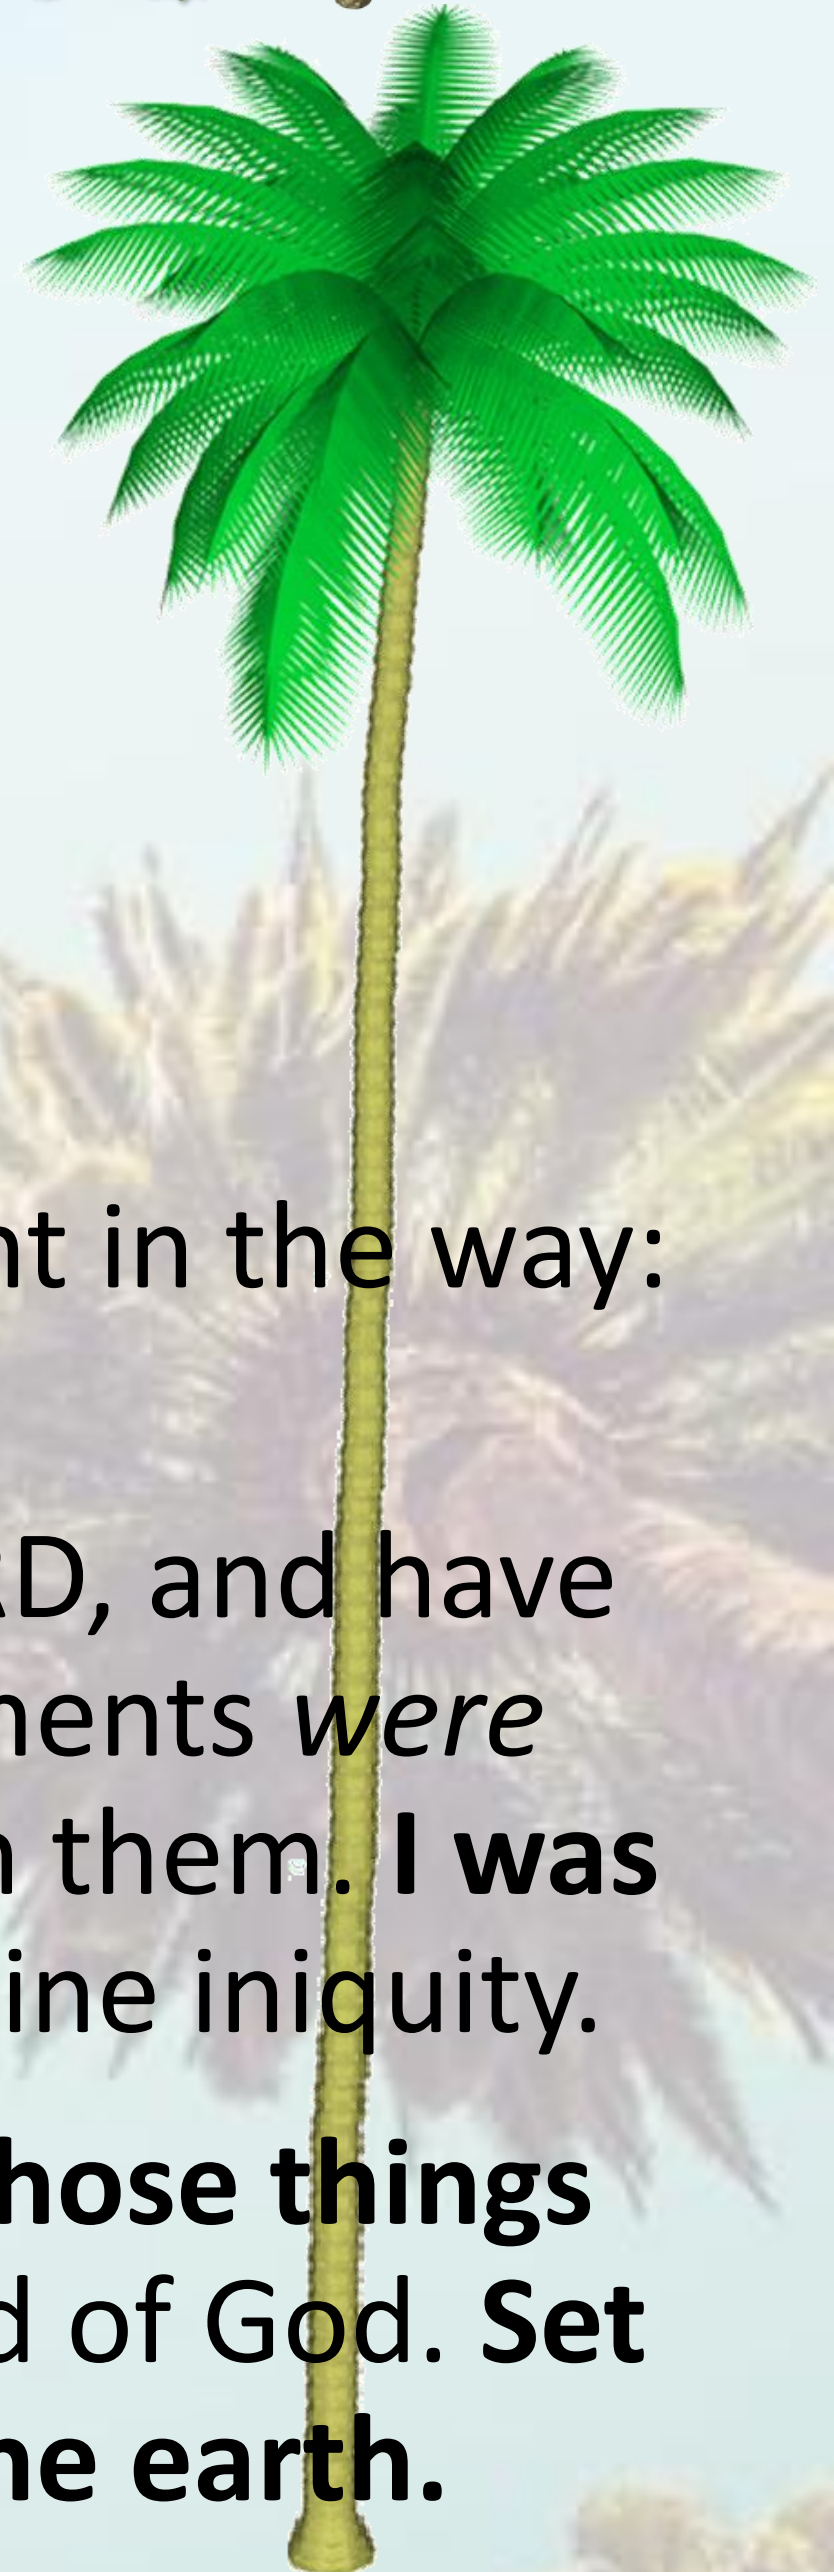 nt in the way:
RD, and have
ments were
n them. I was
ine iniquity.
hose things
d of God. Set
he earth.